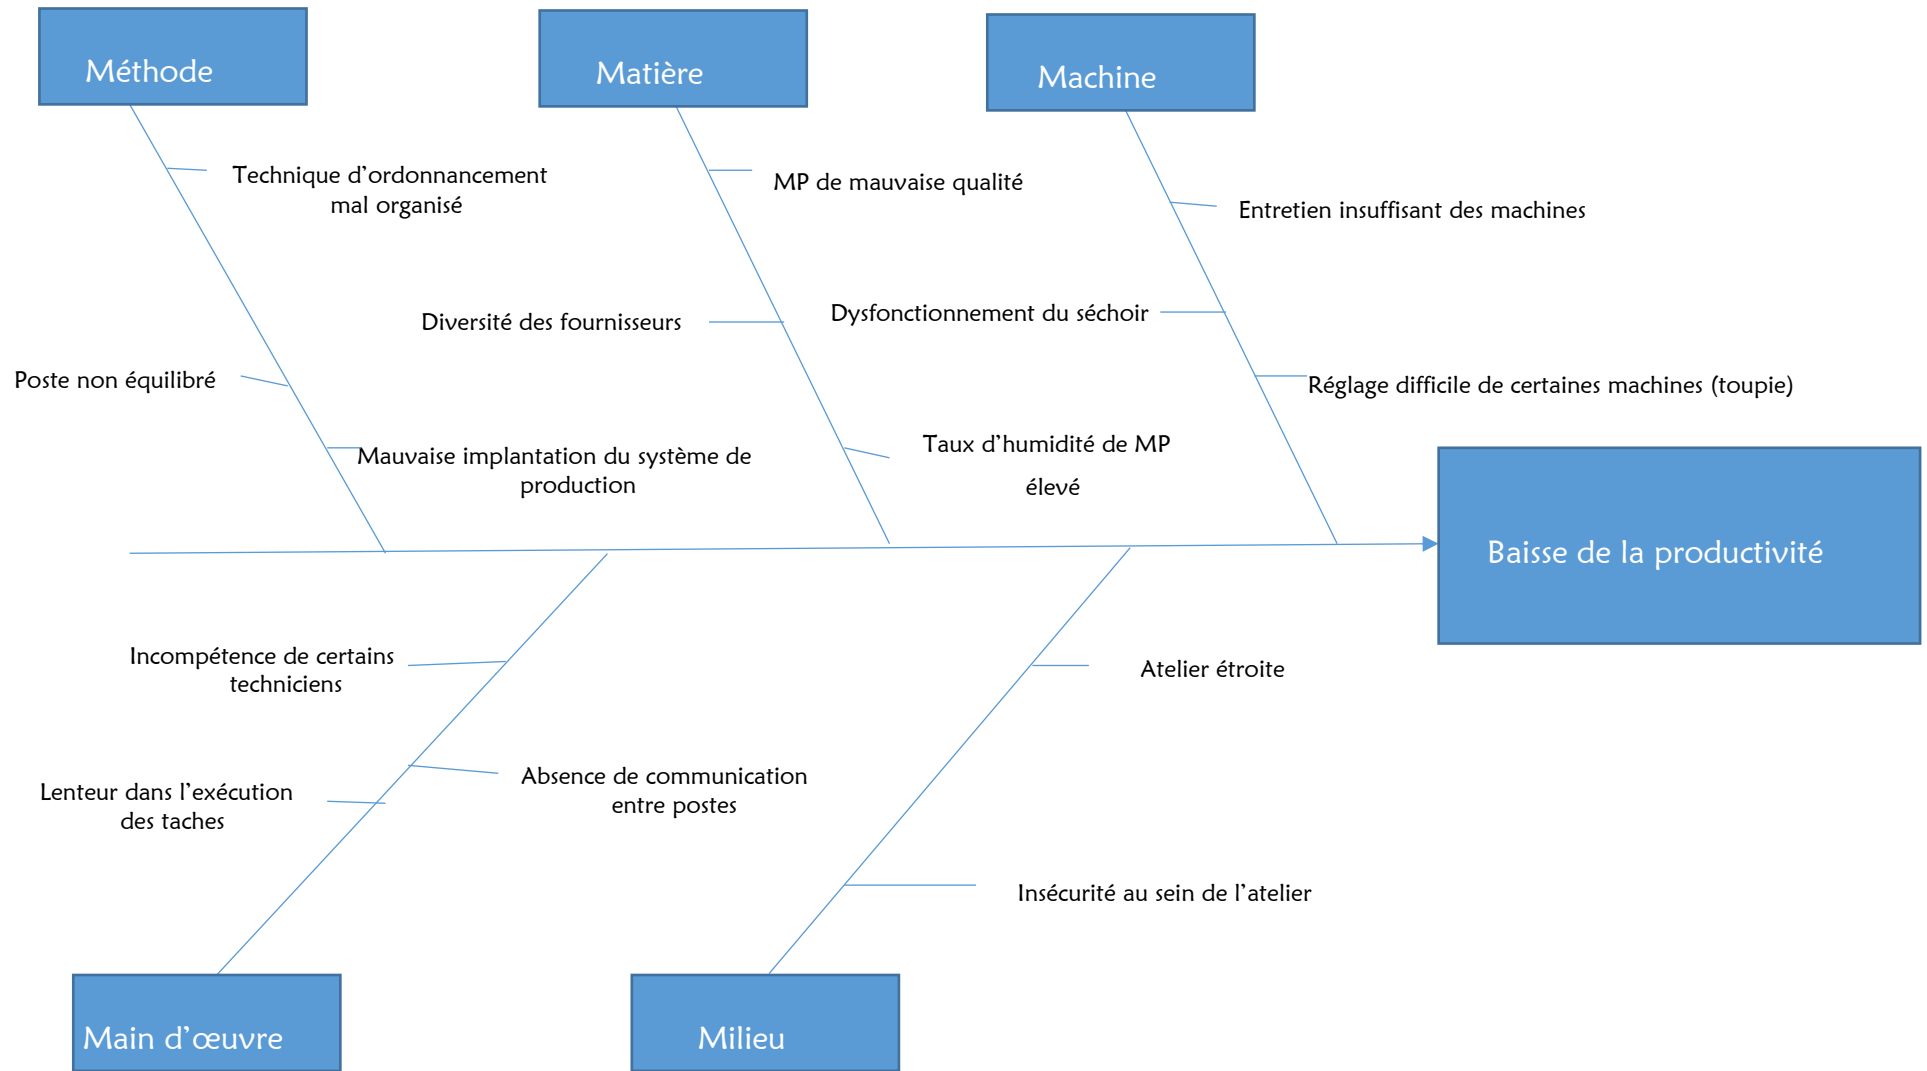 Méthode
Matière
Machine
Technique d’ordonnancement
mal organisé
MP de mauvaise qualité
Entretien insuffisant des machines
Diversité des fournisseurs
Dysfonctionnement du séchoir
Poste non équilibré
Réglage difficile de certaines machines (toupie)
Mauvaise implantation du système de
production
Taux d’humidité de MP
élevé
Baisse de la productivité
Incompétence de certains
techniciens
Atelier étroite
Lenteur dans l’exécution
des taches
Absence de communication
entre postes
Insécurité au sein de l’atelier
Main d’œuvre
Milieu